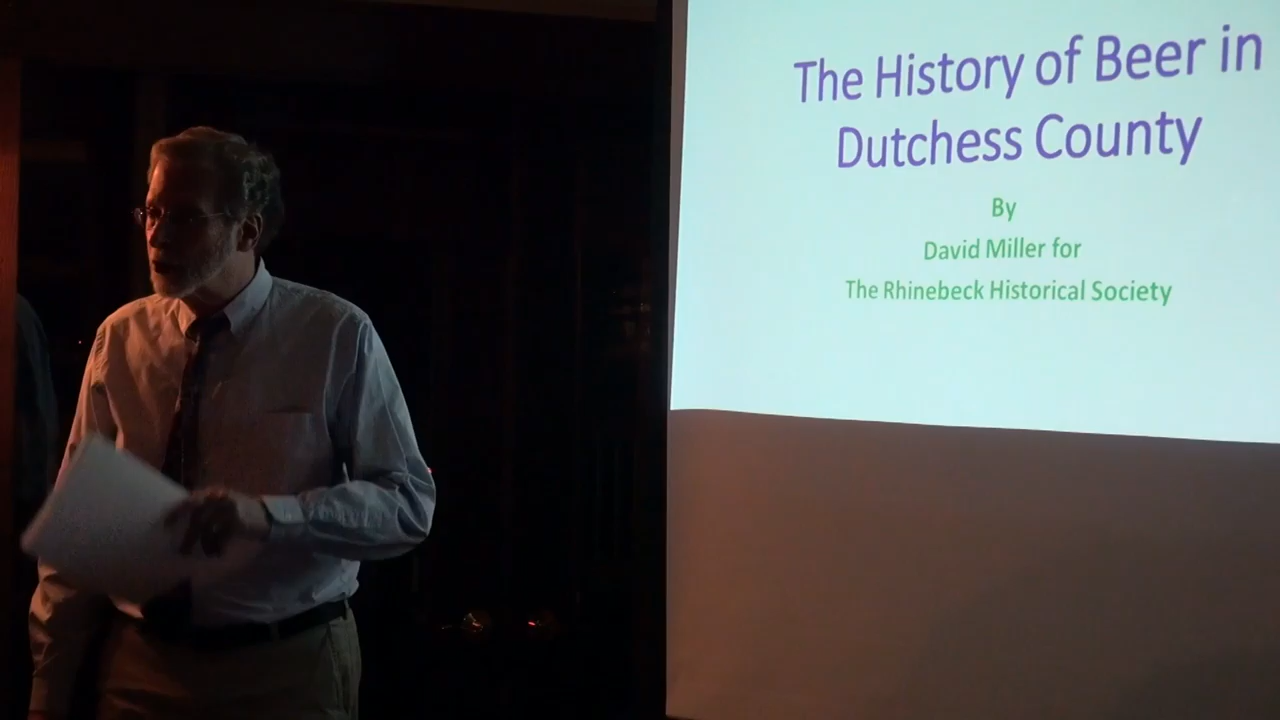 The History of Beer in
Dutchess County
By
David Miller for
The Rhinebeck Historical Society